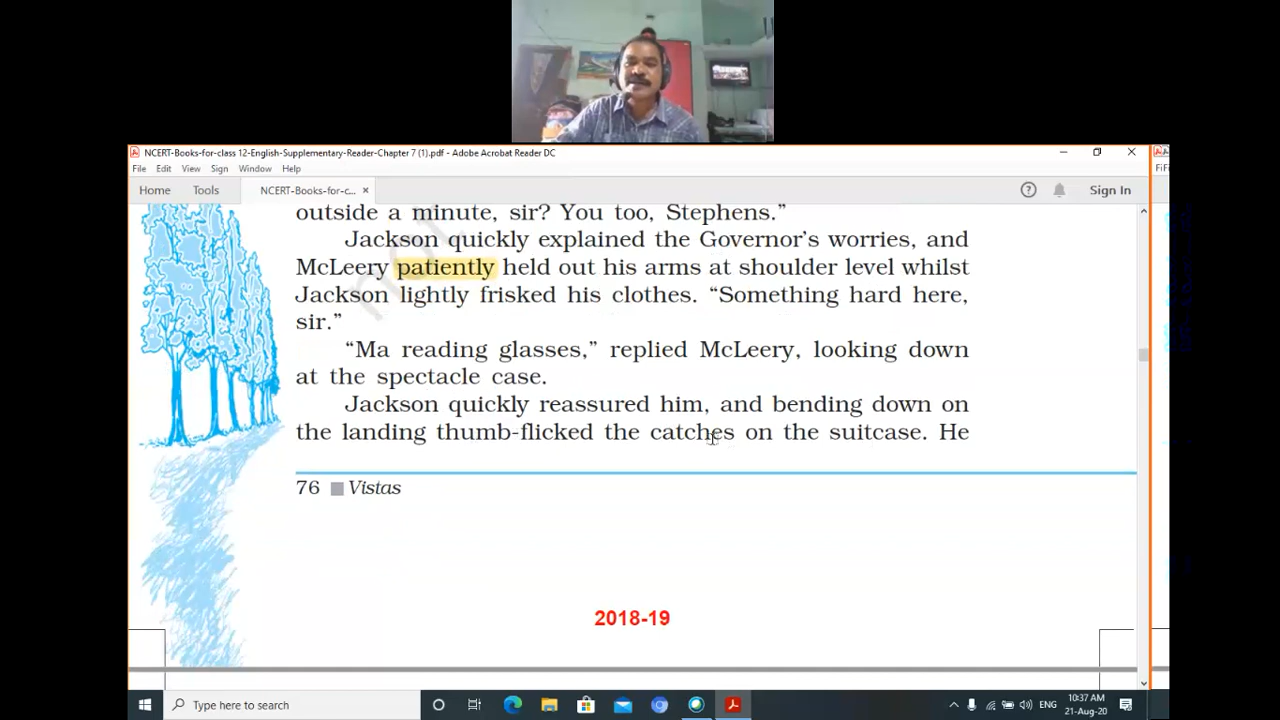 NCERT-Books-for-class 12-English-Supplementary-Reader-Chapter 7 (1).pdf - Adobe Acrobat Reader DC
File Edit View Sign Window Help
Home Tools NCERT-Books-for-c... × Sign In
FiFi
outside a minute, sir? You too, Stephens.”
Jackson quickly explained the Governor’s worries, and
McLeery patiently held out his arms at shoulder level whilst
Jackson lightly frisked his clothes. “Something hard here,
sir.”
“Ma reading glasses,” replied McLeery, looking down
at the spectacle case.
Jackson quickly reassured him, and bending down on
the landing thumb-flicked the catches on the suitcase. He
76 Vistas
not
2018-19
Type here to search
ENG
10:37 AM
21-Aug-20